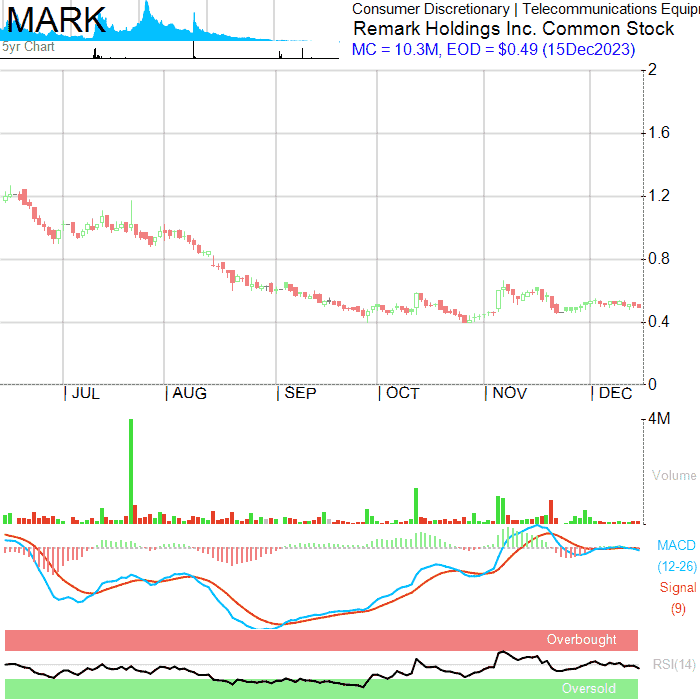 MARK
5yr Chart
Consumer Discretionary | Telecommunications Equip
Remark Holdings Inc. Common Stock
MC = 10.3M, EOD = $0.49 (15Dec2023)
2
1.6
1.2
0.8
0.4
0
JUL AUG SEP OCT NOV DEC
4M
Volume
MACD
(12-26)
Signal
(9)
Overbought
RSI(14)
Oversold